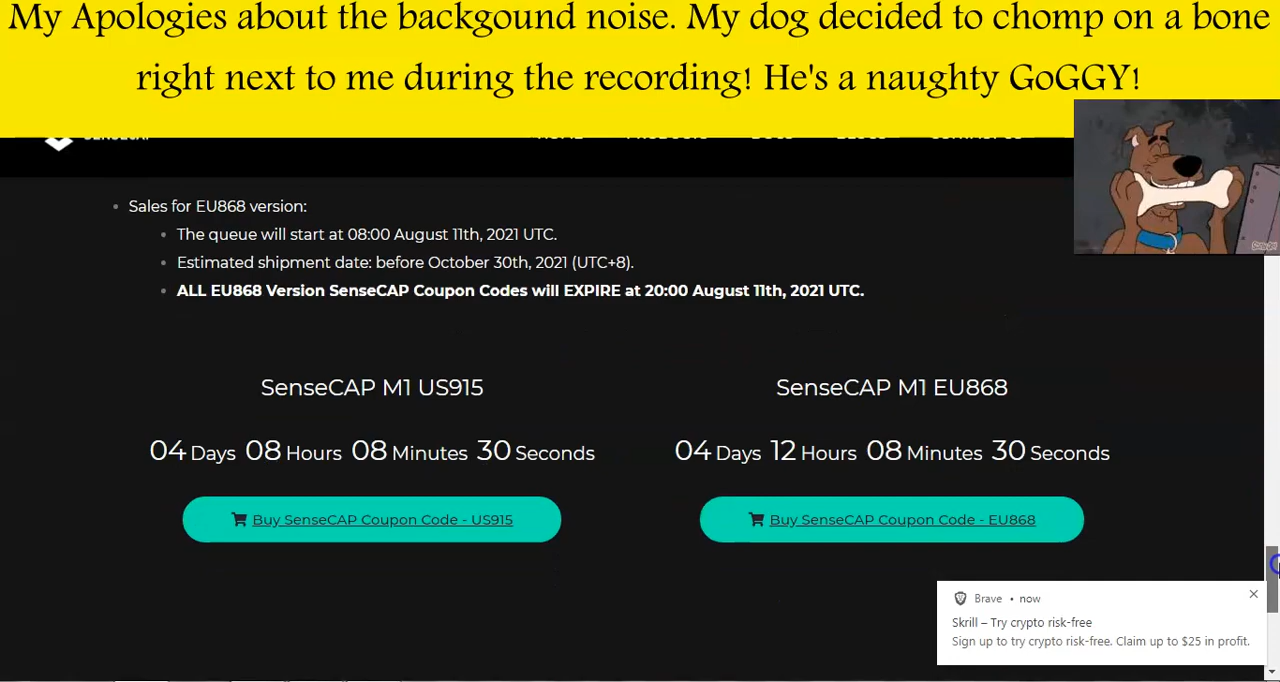 My Apologies about the backgound noise. My dog decided to chomp on a bone
right next to me during the recording! He's a naughty GoGGY!
Sales for EU868 version:
The queue will start at 08:00 August 11th, 2021 UTC.
Estimated shipment date: before October 30th, 2021 (UTC+8).
ALL EU868 Version SenseCAP Coupon Codes will EXPIRE at 20:00 August 11th, 2021 UTC.
SenseCAP M1 US915
SenseCAP M1 EU868
04 Days 08 Hours 08 Minutes 30 Seconds
04 Days 12 Hours 08 Minutes 30 Seconds
Buy SenseCAP Coupon Code - US915
Buy SenseCAP Coupon Code - EU868
Brave • now
Skrill – Try crypto risk-free
Sign up to try crypto risk-free. Claim up to $25 in profit.